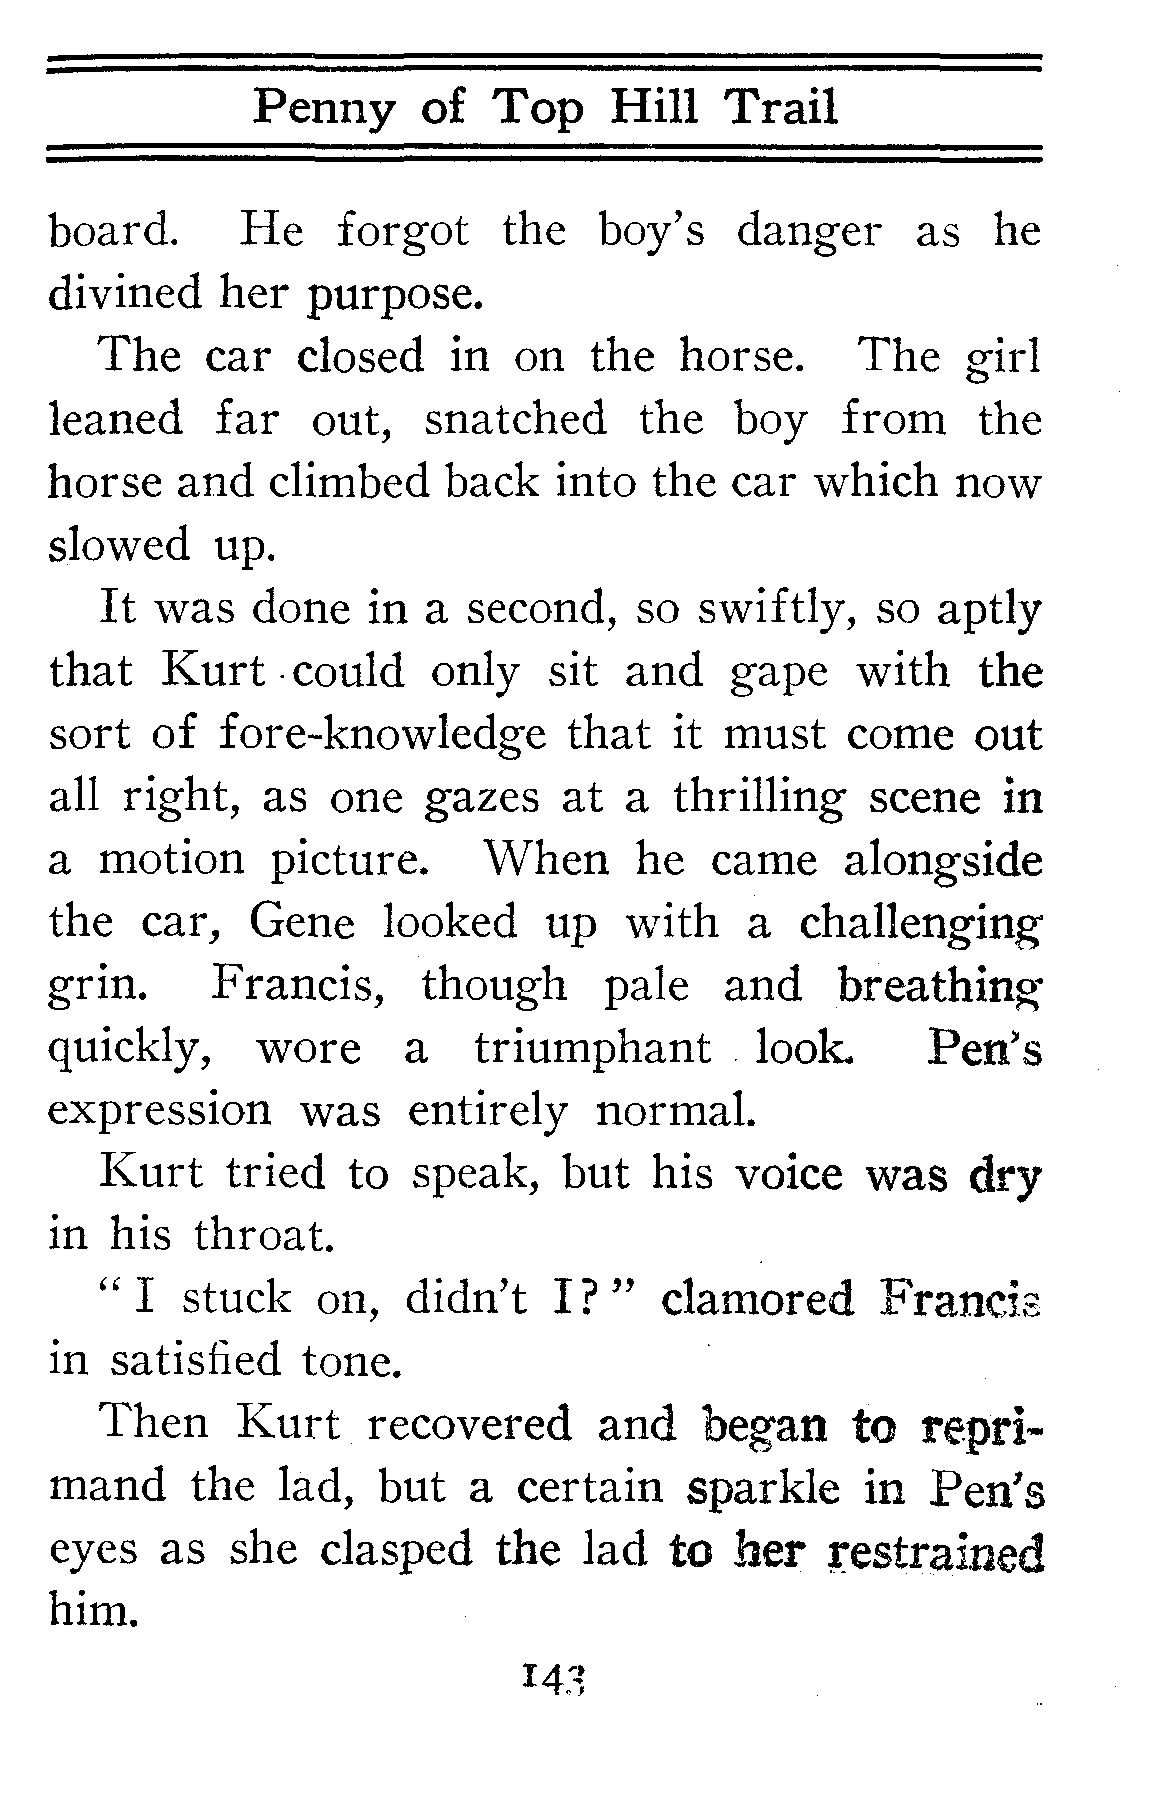 Penny of Top Hill Trail
board. He forgot the boy's danger as he
divined her purpose.
The car closed in on the horse. The girl
leaned far out, snatched the boy from the
horse and climbed back into the car which now
slowed up.
It was done in a second, so swiftly, so aptly
that Kurt could only sit and gape with the
sort of fore-knowledge that it must come out
all right, as one gazes at a thrilling scene in
a motion picture. When he came alongside
the car, Gene looked up with a challenging
grin. Francis, though pale and breathing
quickly, wore a triumphant look. Pen's
expression was entirely normal.
Kurt tried to speak, but his voice was dry
in his throat.
“ I stuck on, didn't I? ” clamored Francis
in satisfied tone.
Then Kurt recovered and began to repri-
mand the lad, but a certain sparkle in Pen's
eyes as she clasped the lad to her restrained
him.
143